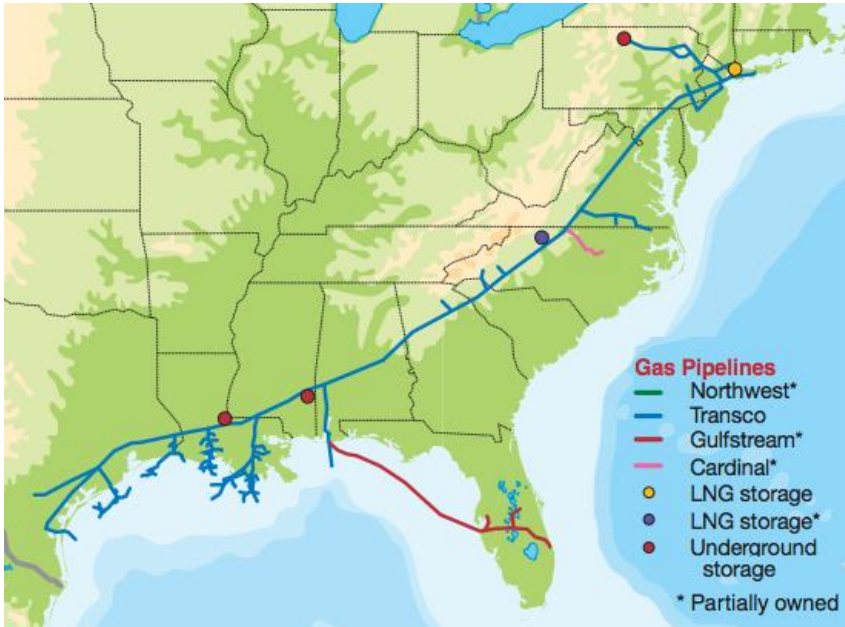 Gas Pipelines
Northwest*
Transco
Gulfstream*
Cardinal*
LNG storage
LNG storage*
Underground
storage
* Partially owned